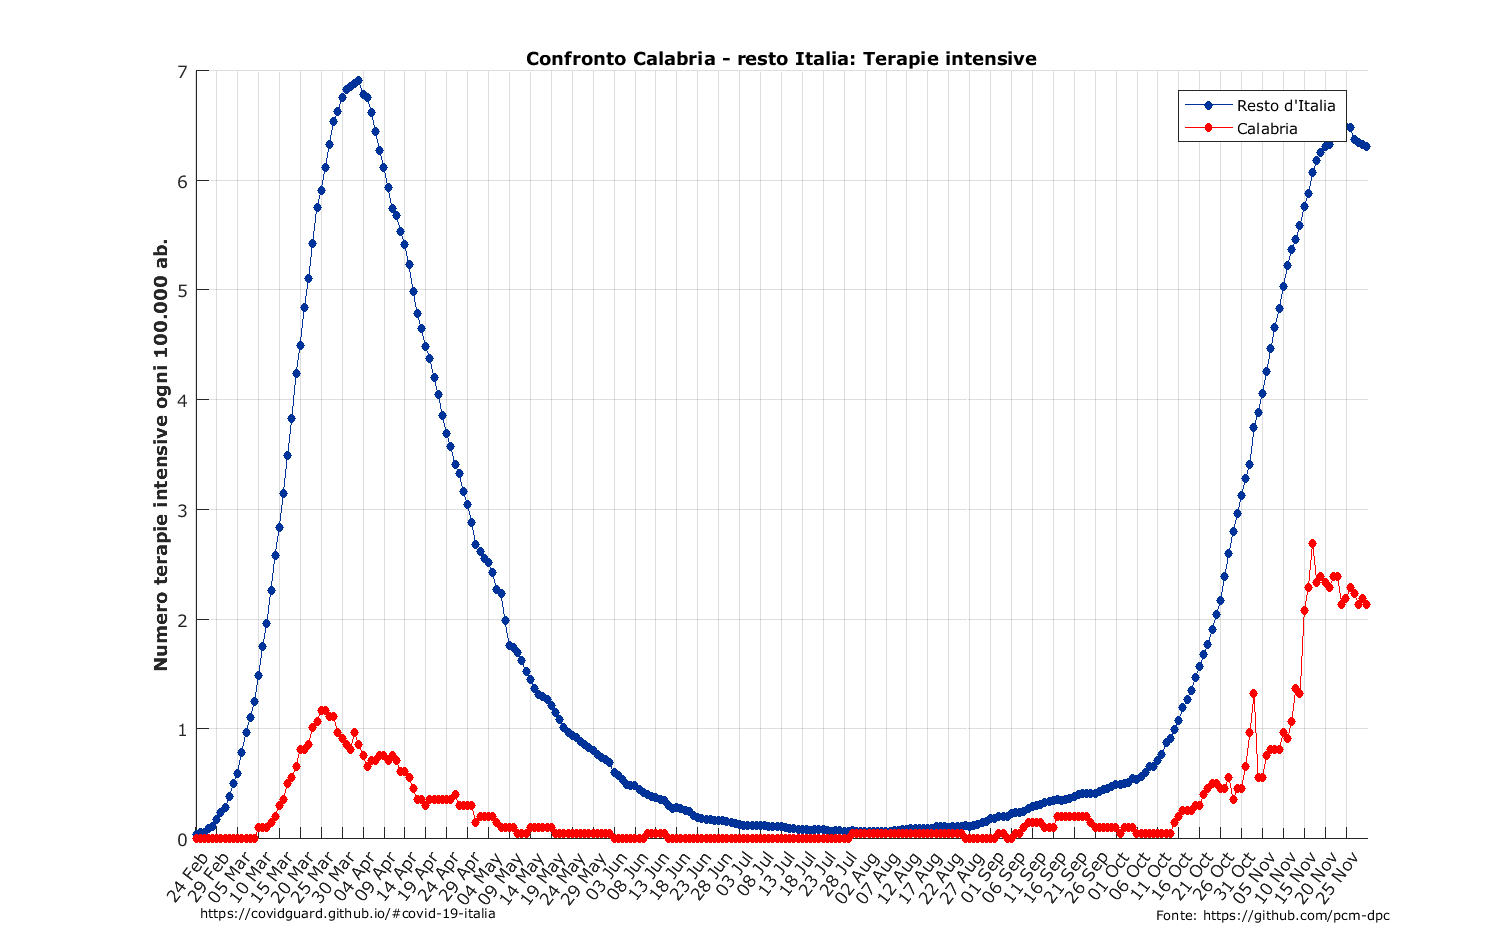 Confronto Calabria - resto Italia: Terapie intensive
Numero terapie intensive ogni 100.000 ab.
7
6
5
4
3
2
1
0
Resto d'Italia
Calabria
24 Feb
29 Feb
05 Mar
10 Mar
15 Mar
20 Mar
25 Mar
30 Mar
04 Apr
09 Apr
14 Apr
19 Apr
24 Apr
29 Apr
04 May
09 May
14 May
19 May
24 May
29 May
03 Jun
08 Jun
13 Jun
18 Jun
23 Jun
28 Jun
03 Jul
08 Jul
13 Jul
18 Jul
23 Jul
28 Jul
02 Aug
07 Aug
12 Aug
17 Aug
22 Aug
27 Aug
01 Sep
06 Sep
11 Sep
16 Sep
21 Sep
26 Sep
01 Oct
06 Oct
11 Oct
16 Oct
21 Oct
26 Oct
31 Oct
05 Nov
10 Nov
15 Nov
20 Nov
25 Nov
https://covidguard.github.io/#covid-19-italia
Fonte: https://github.com/pcm-dpc